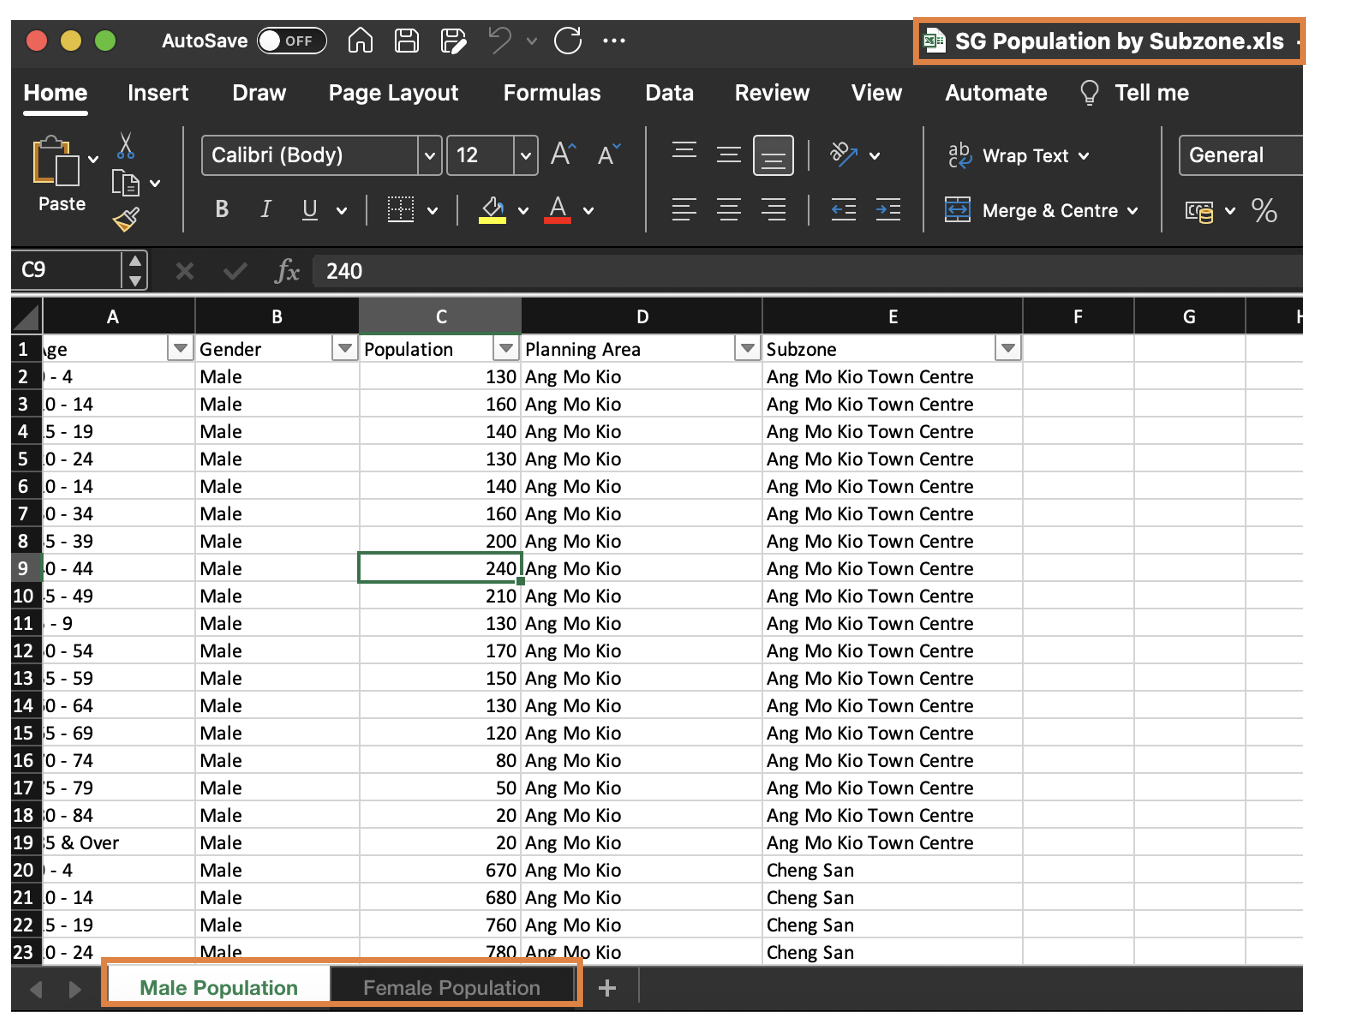 AutoSave OFF SG Population by Subzone.xls
Home Insert Draw Page Layout Formulas Data Review View Automate Tell me
Paste Calibri (Body) 12 A A ab Wrap Text General
B I U A ab c Merge & Centre %
C9 fx 240
A B C D E F G H
1 ge Gender Population Planning Area Subzone
2 - 4 Male 130 Ang Mo Kio Ang Mo Kio Town Centre
3 0 - 14 Male 160 Ang Mo Kio Ang Mo Kio Town Centre
4 5 - 19 Male 140 Ang Mo Kio Ang Mo Kio Town Centre
5 0 - 24 Male 130 Ang Mo Kio Ang Mo Kio Town Centre
6 0 - 14 Male 140 Ang Mo Kio Ang Mo Kio Town Centre
7 0 - 34 Male 160 Ang Mo Kio Ang Mo Kio Town Centre
8 5 - 39 Male 200 Ang Mo Kio Ang Mo Kio Town Centre
9 0 - 44 Male 240 Ang Mo Kio Ang Mo Kio Town Centre
10 5 - 49 Male 210 Ang Mo Kio Ang Mo Kio Town Centre
11 - 9 Male 130 Ang Mo Kio Ang Mo Kio Town Centre
12 0 - 54 Male 170 Ang Mo Kio Ang Mo Kio Town Centre
13 5 - 59 Male 150 Ang Mo Kio Ang Mo Kio Town Centre
14 0 - 64 Male 130 Ang Mo Kio Ang Mo Kio Town Centre
15 5 - 69 Male 120 Ang Mo Kio Ang Mo Kio Town Centre
16 0 - 74 Male 80 Ang Mo Kio Ang Mo Kio Town Centre
17 5 - 79 Male 50 Ang Mo Kio Ang Mo Kio Town Centre
18 0 - 84 Male 20 Ang Mo Kio Ang Mo Kio Town Centre
19 5 & Over Male 20 Ang Mo Kio Ang Mo Kio Town Centre
20 - 4 Male 670 Ang Mo Kio Cheng San
21 0 - 14 Male 680 Ang Mo Kio Cheng San
22 5 - 19 Male 760 Ang Mo Kio Cheng San
23 0 - 24 Male 780 Ang Mo Kio Cheng San
Male Population Female Population +